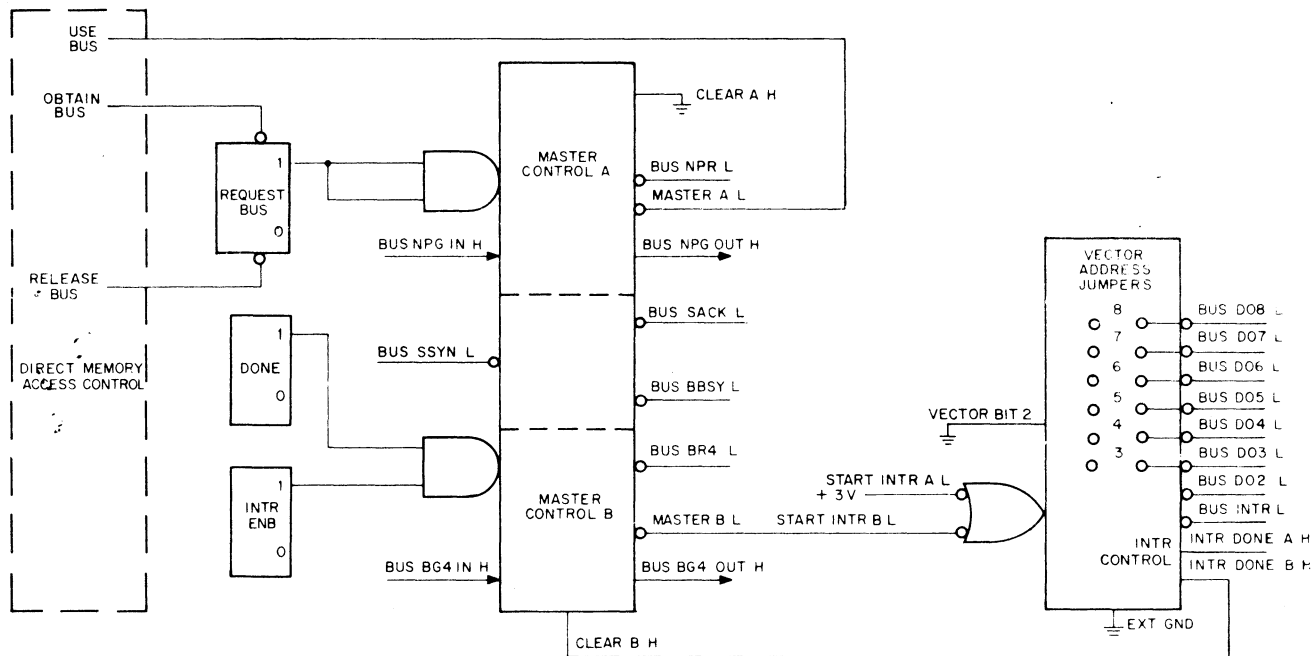 USE
BUS
OBTAIN
BUS
RELEASE
BUS
DIRECT MEMORY
ACCESS CONTROL
1
REQUEST
BUS
0
1
DONE
0
1
INTR
ENB
0
BUS NPG IN H
BUS SSYN L
BUS BG4 IN H
MASTER
CONTROL A
MASTER
CONTROL B
CLEAR A H
BUS NPR L
MASTER A L
BUS NPG OUT H
BUS SACK L
BUS BBSY L
BUS BR4 L
MASTER B L
BUS BG4 OUT H
CLEAR B H
START INTR A L
+ 3V
START INTR B L
VECTOR BIT 2
VECTOR
ADDRESS
JUMPERS
8
7
6
5
4
3
INTR
CONTROL
BUS D08 L
BUS D07 L
BUS D06 L
BUS D05 L
BUS D04 L
BUS D03 L
BUS D02 L
BUS INTR L
INTR DONE A H
INTR DONE B H
EXT GND